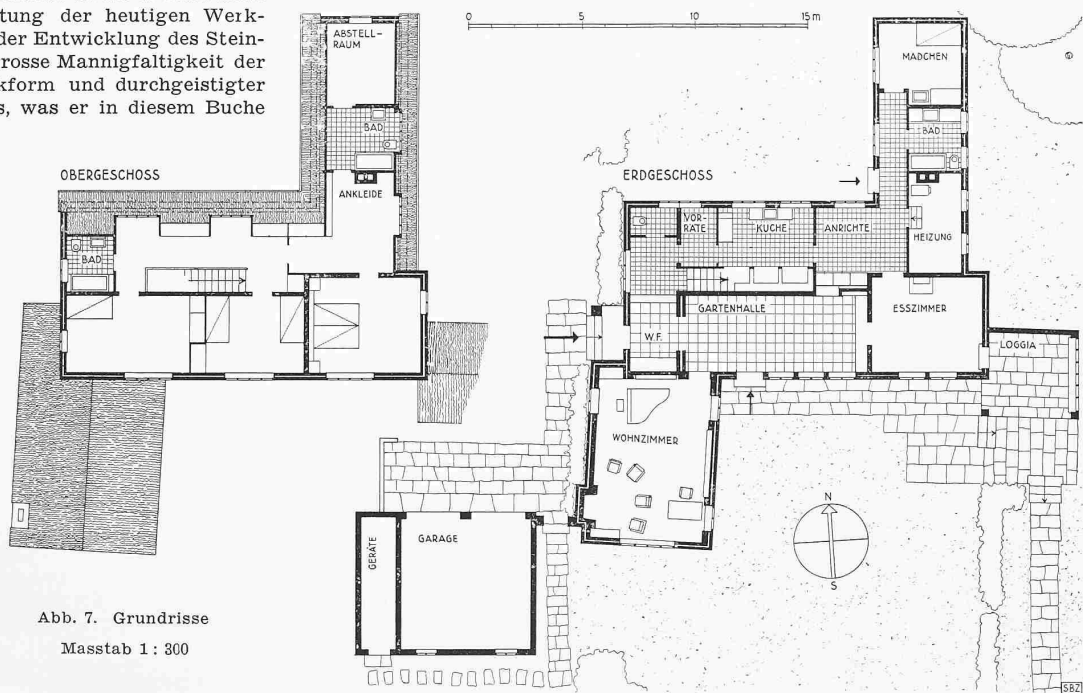 tung der heutigen Werk-
der Entwicklung des Stein-
rosse Mannigfaltigkeit der
kform und durchgeistigter
s, was er in diesem Buche
0 5 10 15 m
OBERGESCHOSS
ABSTELL-
RAUM
BAD
ANKLEIDE
BAD
ERDGESCHOSS
MÄDCHEN
BAD
VOR-
RÄTE
KÜCHE
ANRICHTE
HEIZUNG
W.F.
GARTENHALLE
ESSZIMMER
LOGGIA
WOHNZIMMER
GERÄTE
GARAGE
N
S
Abb. 7. Grundrisse
Masstab 1 : 300
SBZ